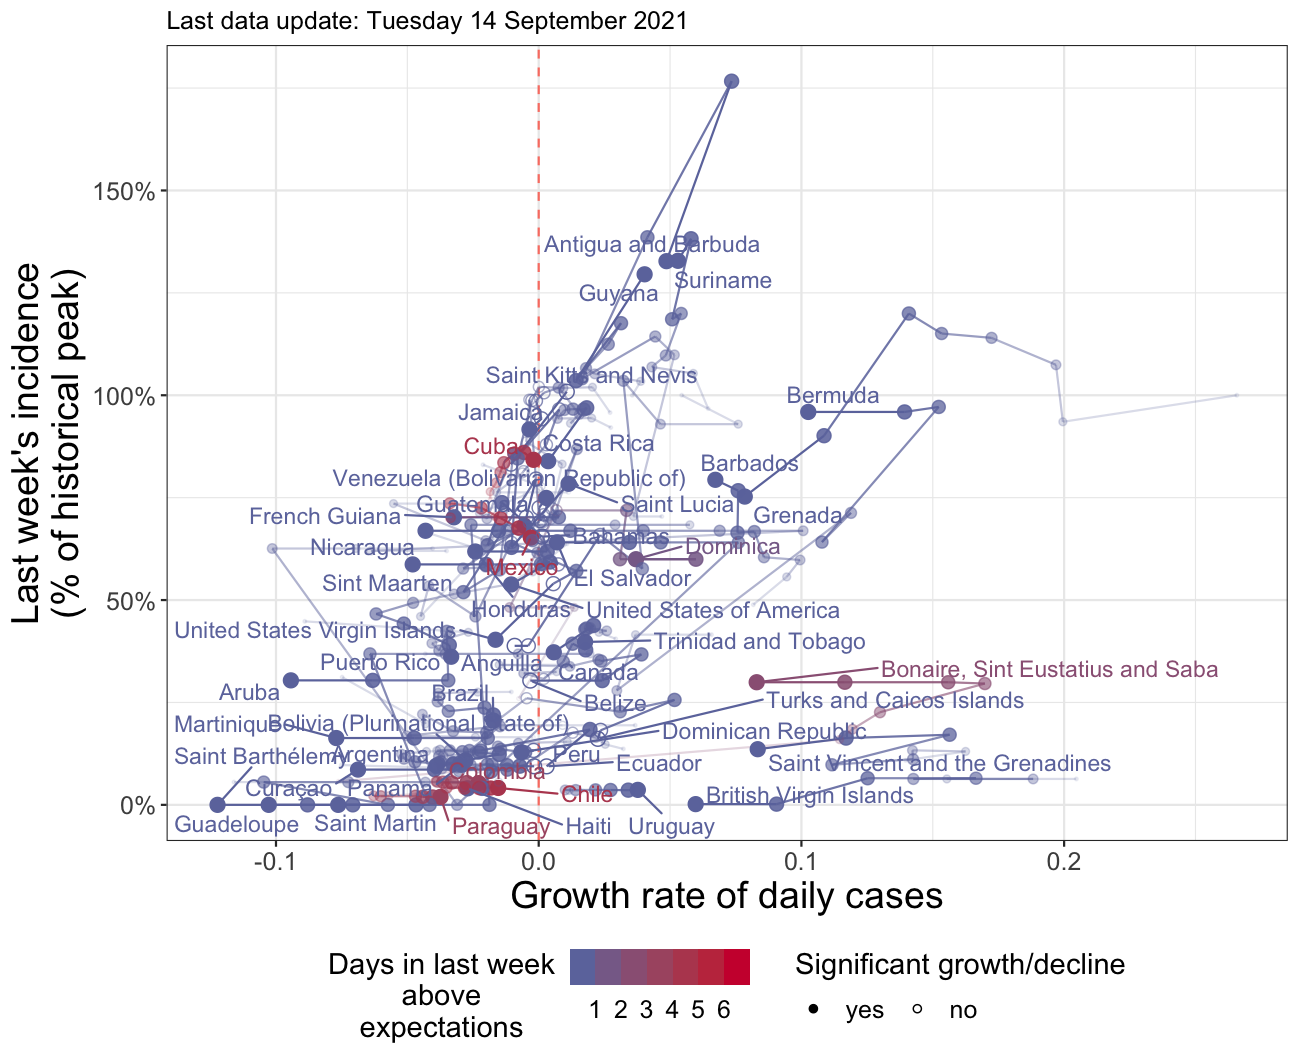 Last data update: Tuesday 14 September 2021
Last week's incidence
(% of historical peak)
150%
100%
50%
0%
Antigua and Barbuda
Suriname
Guyana
Saint Kitts and Nevis
Bermuda
Jamaica
Cuba
Costa Rica
Barbados
Venezuela (Bolivarian Republic of)
Guatemala
Saint Lucia
French Guiana
Grenada
Bahamas
Nicaragua
Dominica
Mexico
Sint Maarten
El Salvador
Honduras
United States of America
United States Virgin Islands
Trinidad and Tobago
Puerto Rico
Anguilla
Canada
Bonaire, Sint Eustatius and Saba
Aruba
Brazil
Belize
Turks and Caicos Islands
Martinique
Bolivia (Plurinational State of)
Dominican Republic
Saint Barthélemy
Argentina
Peru
Ecuador
Saint Vincent and the Grenadines
Colombia
Curaçao
Panama
Chile
British Virgin Islands
Guadeloupe
Saint Martin
Paraguay
Haiti
Uruguay
-0.1
0.0
0.1
0.2
Growth rate of daily cases
Days in last week
above
expectations
1 2 3 4 5 6
Significant growth/decline
yes
no